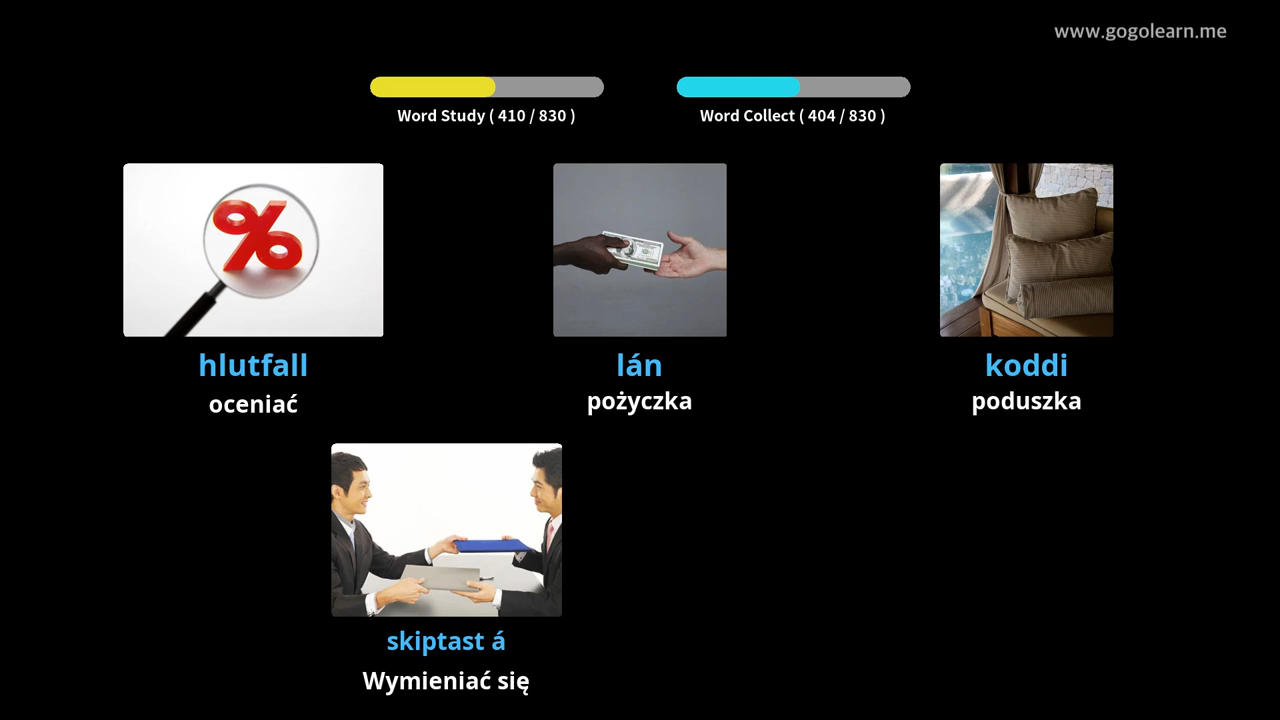 www.gogolearn.me
Word Study ( 410 / 830 )
Word Collect ( 404 / 830 )
hlutfall
oceniać
lán
pożyczka
koddi
poduszka
skiptast á
Wymieniać się